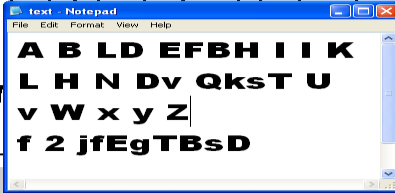 text - Notepad
File Edit Format View Help
A B LD EFBH I I K
L H N Dv QksT U
v W x y Z
f 2 jfEgTBsD